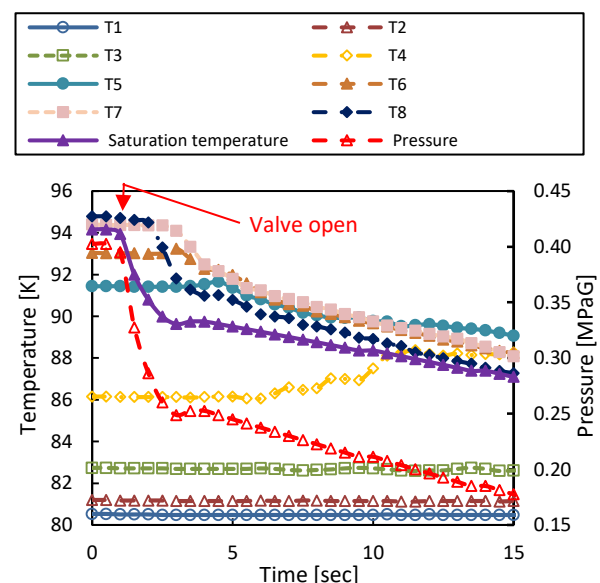 T1 T2
T3 T4
T5 T6
T7 T8
Saturation temperature Pressure
96 0.45
94 Valve open 0.40
92 0.35
90 0.30
88 0.25
86 0.20
84 0.15
82
80
Temperature [K]
Pressure [MPaG]
0 5 10 15
Time [sec]